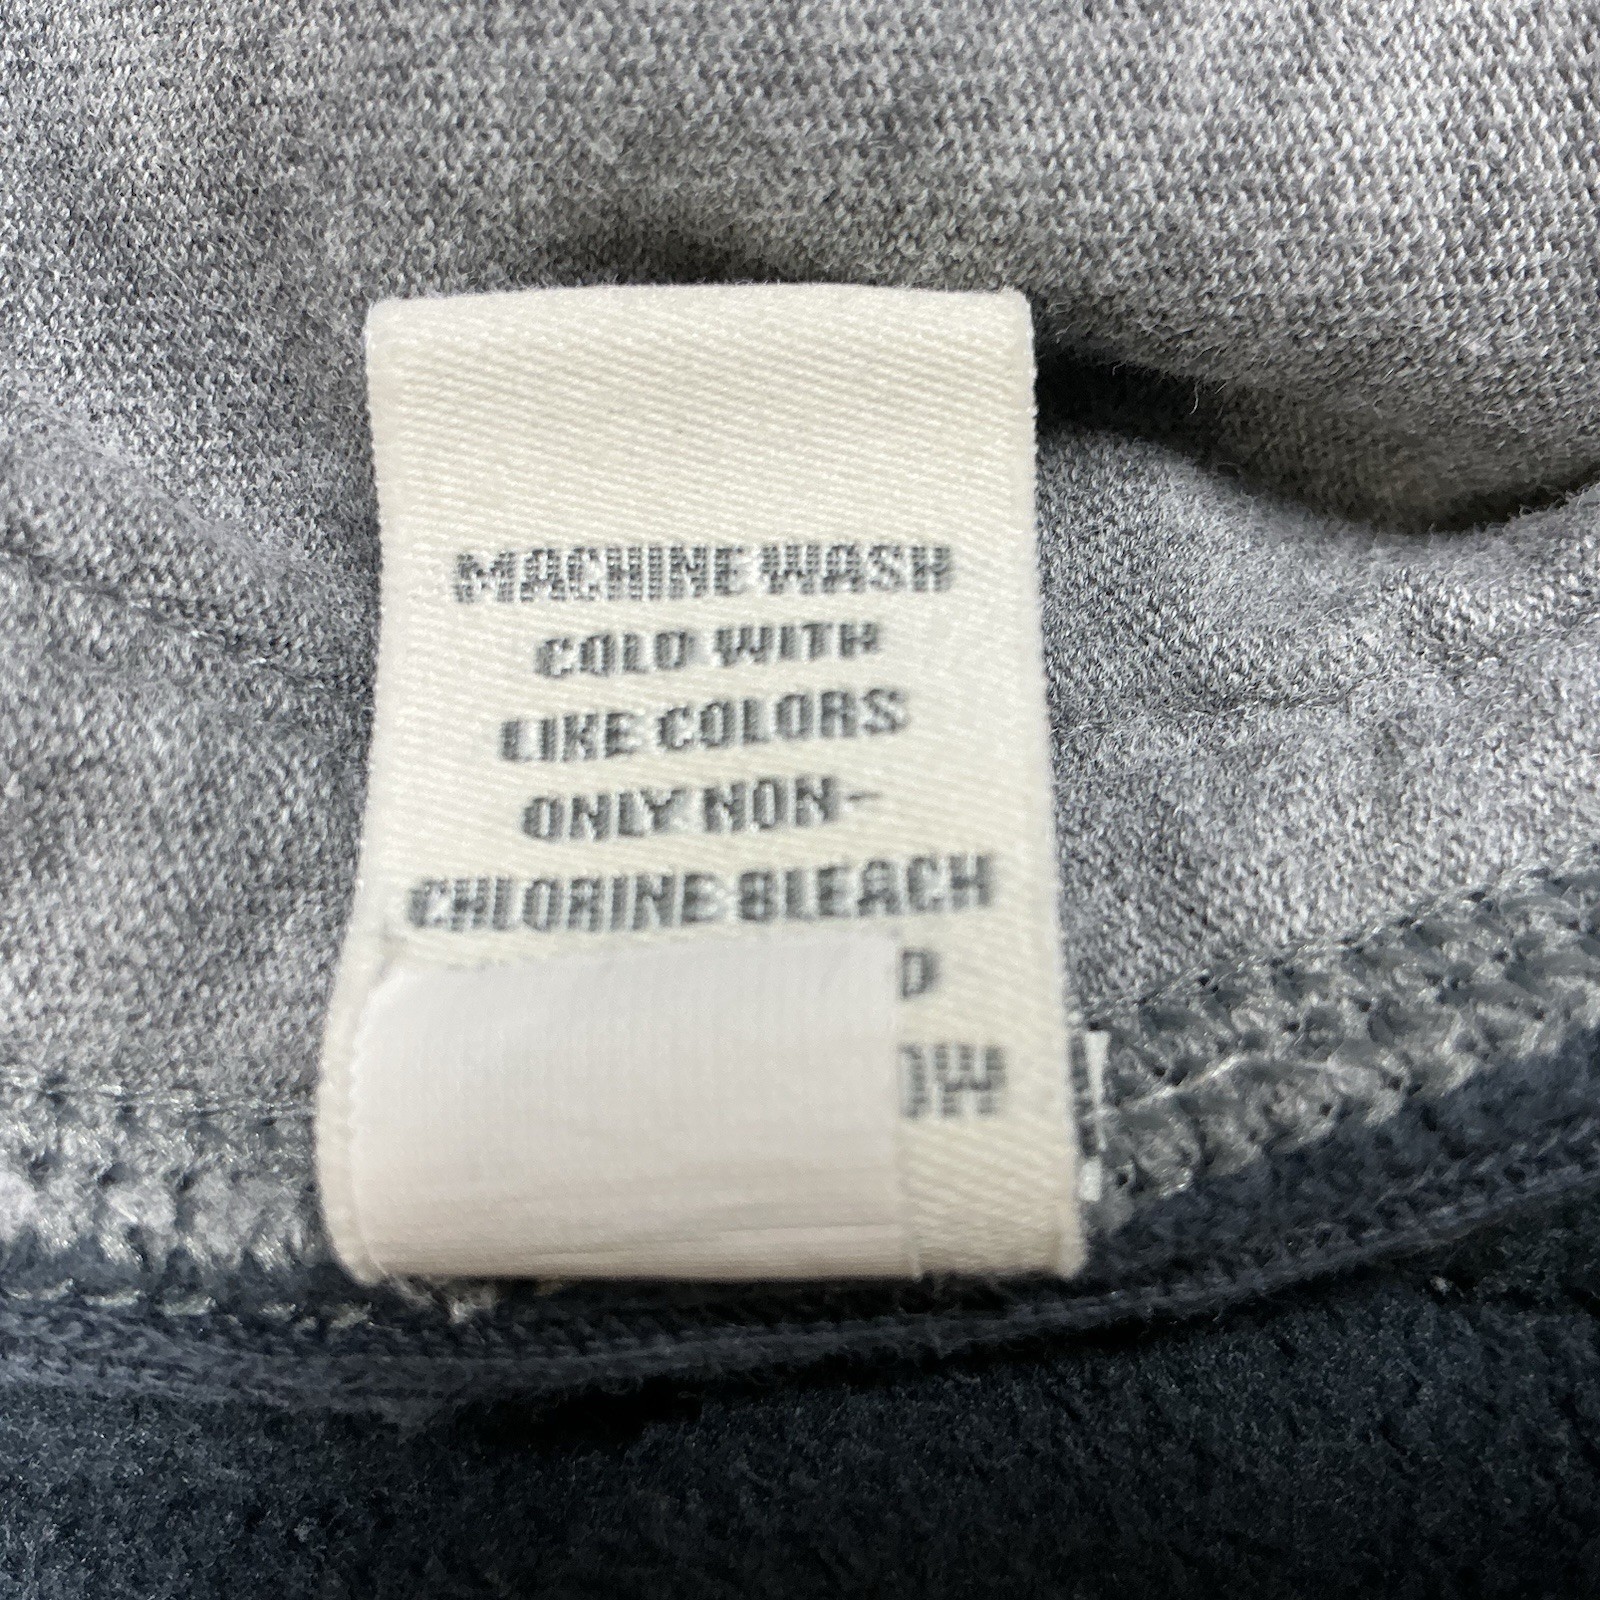 MACHINE WASH
COLD WITH
LIKE COLORS
ONLY NON-
CHLORINE BLEACH